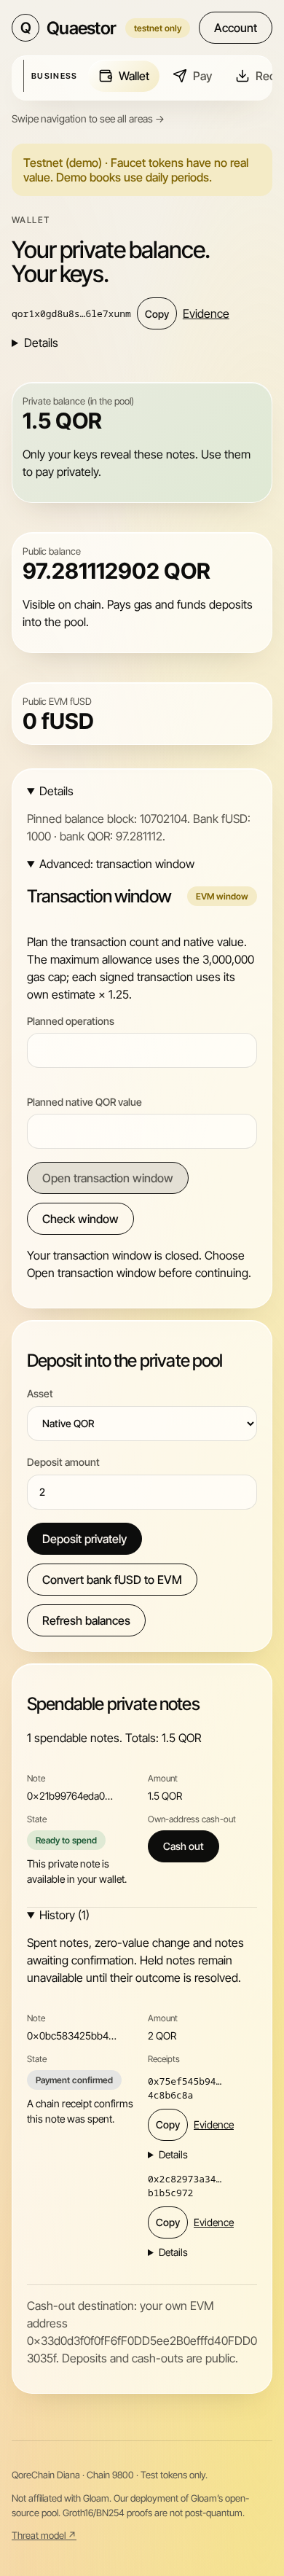 Q Quaestor testnet only Account
BUSINESS Wallet Pay Rec
Swipe navigation to see all areas →
Testnet (demo) · Faucet tokens have no real
value. Demo books use daily periods.
WALLET
Your private balance.
Your keys.
qor1x0gd8u8s…6le7xunm Copy Evidence
▶ Details
Private balance (in the pool)
1.5 QOR
Only your keys reveal these notes. Use them
to pay privately.
Public balance
97.281112902 QOR
Visible on chain. Pays gas and funds deposits
into the pool.
Public EVM fUSD
0 fUSD
▼ Details
Pinned balance block: 10702104. Bank fUSD:
1000 · bank QOR: 97.281112.
▼ Advanced: transaction window
Transaction window EVM window
Plan the transaction count and native value.
The maximum allowance uses the 3,000,000
gas cap; each signed transaction uses its
own estimate × 1.25.
Planned operations
Planned native QOR value
Open transaction window
Check window
Your transaction window is closed. Choose
Open transaction window before continuing.
Deposit into the private pool
Asset
Native QOR
Deposit amount
2
Deposit privately
Convert bank fUSD to EVM
Refresh balances
Spendable private notes
1 spendable notes. Totals: 1.5 QOR
Note Amount
0x21b99764eda0… 1.5 QOR
State Own-address cash-out
Ready to spend Cash out
This private note is
available in your wallet.
▼ History (1)
Spent notes, zero-value change and notes
awaiting confirmation. Held notes remain
unavailable until their outcome is resolved.
Note Amount
0x0bc583425bb4… 2 QOR
State Receipts
Payment confirmed
A chain receipt confirms
this note was spent.
0x75ef545b94…
4c8b6c8a
Copy Evidence
▶ Details
0x2c82973a34…
b1b5c972
Copy Evidence
▶ Details
Cash-out destination: your own EVM
address
0x33d0d3f0f0fF6fF0DD5ee2B0efffd40FDD0
3035f. Deposits and cash-outs are public.
QoreChain Diana · Chain 9800 · Test tokens only.
Not affiliated with Gloam. Our deployment of Gloam's open-
source pool. Groth16/BN254 proofs are not post-quantum.
Threat model ↗